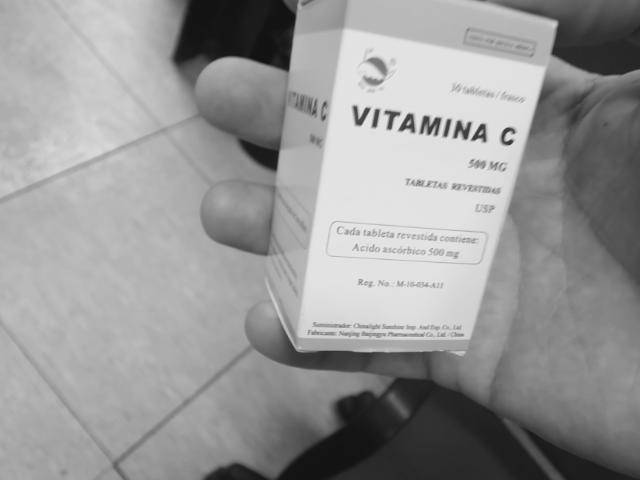 30 tabletas / frasco
VITAMINA C
500 MG
TABLETAS REVESTIDAS
USP
Cada tableta revestida contiene:
Acido ascórbico 500 mg
Reg. No.: M-10-034-A11
Suministrador: Chinalight Sunshine Imp. And Exp. Co., Ltd
Fabricante: Nanjing Baijingyu Pharmaceutical Co., Ltd. / China
VITAMINA C
500 MG